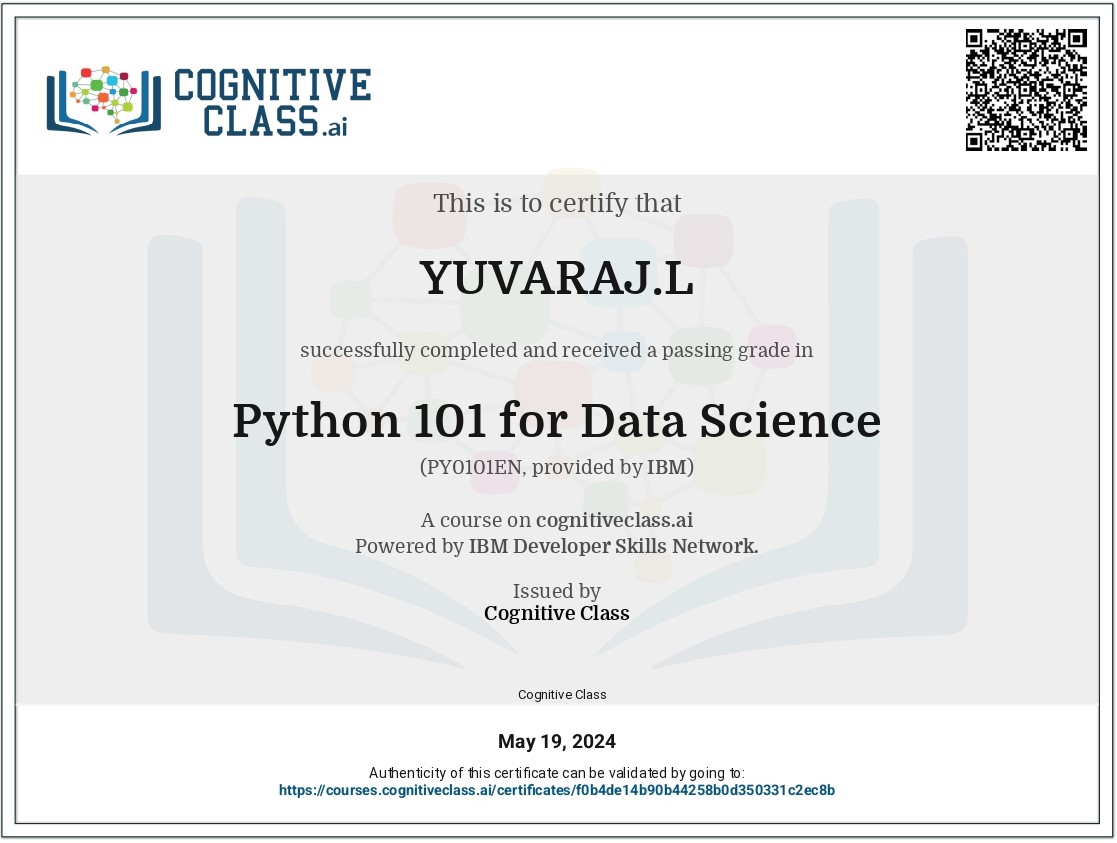 COGNITIVE
CLASS.ai
This is to certify that
YUVARAJ.L
successfully completed and received a passing grade in
Python 101 for Data Science
(PY0101EN, provided by IBM)
A course on cognitiveclass.ai
Powered by IBM Developer Skills Network.
Issued by
Cognitive Class
Cognitive Class
May 19, 2024
Authenticity of this certificate can be validated by going to:
https://courses.cognitiveclass.ai/certificates/f0b4de14b90b44258b0d350331c2ec8b